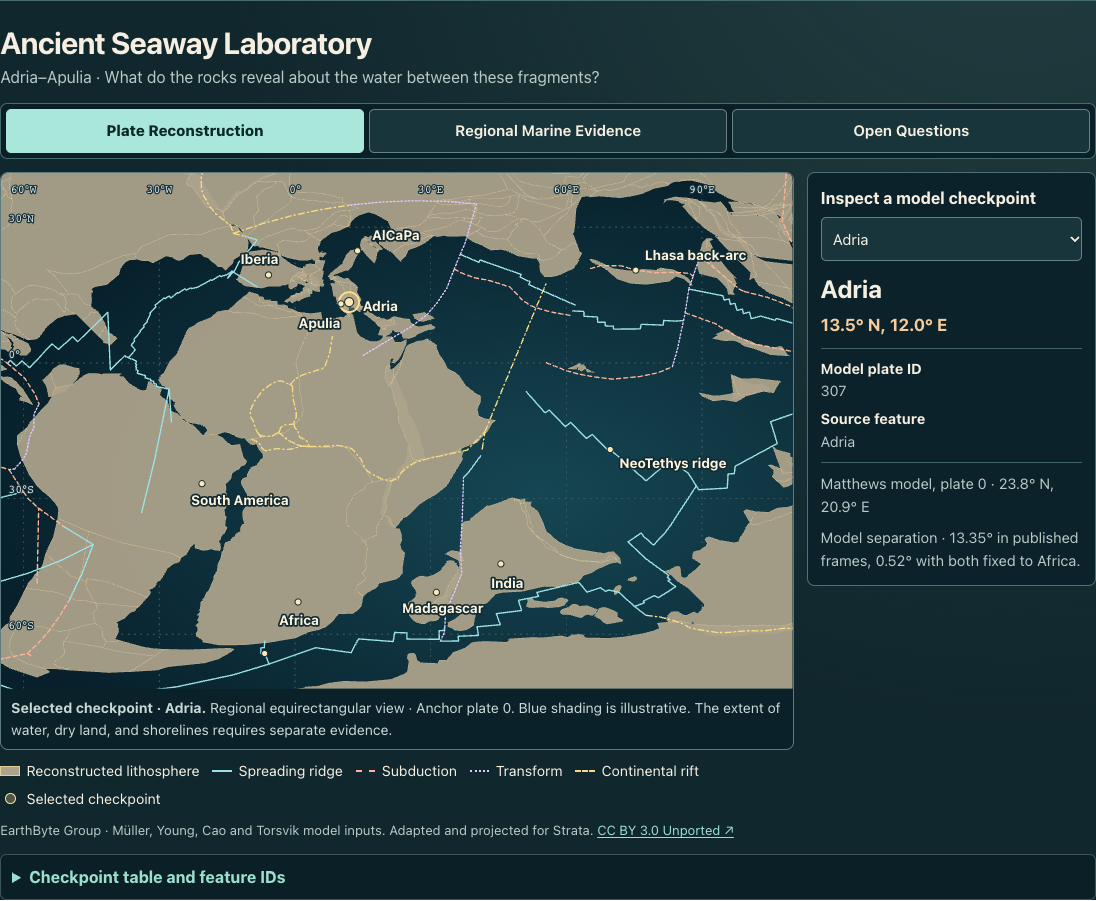 Ancient Seaway Laboratory
Adria–Apulia · What do the rocks reveal about the water between these fragments?
Plate Reconstruction
Regional Marine Evidence
Open Questions
60°W
30°W
0°
30°E
60°E
90°E
30°N
AlCaPa
Iberia
Lhasa back-arc
Adria
Apulia
0°
NeoTethys ridge
30°S
South America
India
Madagascar
Africa
60°S
Selected checkpoint · Adria. Regional equirectangular view · Anchor plate 0. Blue shading is illustrative. The extent of
water, dry land, and shorelines requires separate evidence.
Reconstructed lithosphere
Spreading ridge
Subduction
Transform
Continental rift
Selected checkpoint
EarthByte Group · Müller, Young, Cao and Torsvik model inputs. Adapted and projected for Strata. CC BY 3.0 Unported ↗
Checkpoint table and feature IDs
Inspect a model checkpoint
Adria
Adria
13.5° N, 12.0° E
Model plate ID
307
Source feature
Adria
Matthews model, plate 0 · 23.8° N,
20.9° E
Model separation · 13.35° in published
frames, 0.52° with both fixed to Africa.